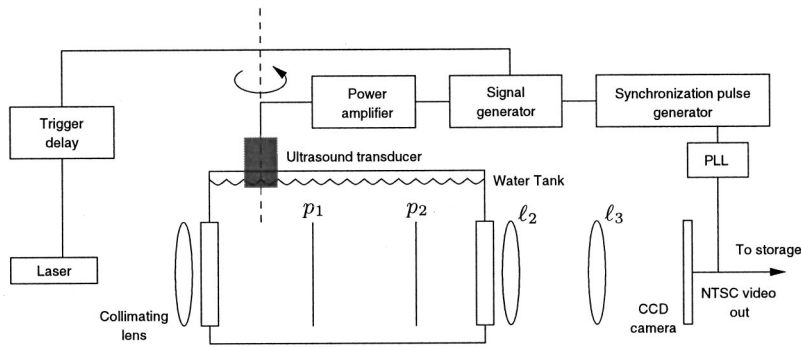 Power
amplifier
Signal
generator
Synchronization pulse
generator
Trigger
delay
Ultrasound transducer
PLL
Water Tank
p1
p2
ℓ2
ℓ3
To storage
Laser
NTSC video
out
Collimating
lens
CCD
camera